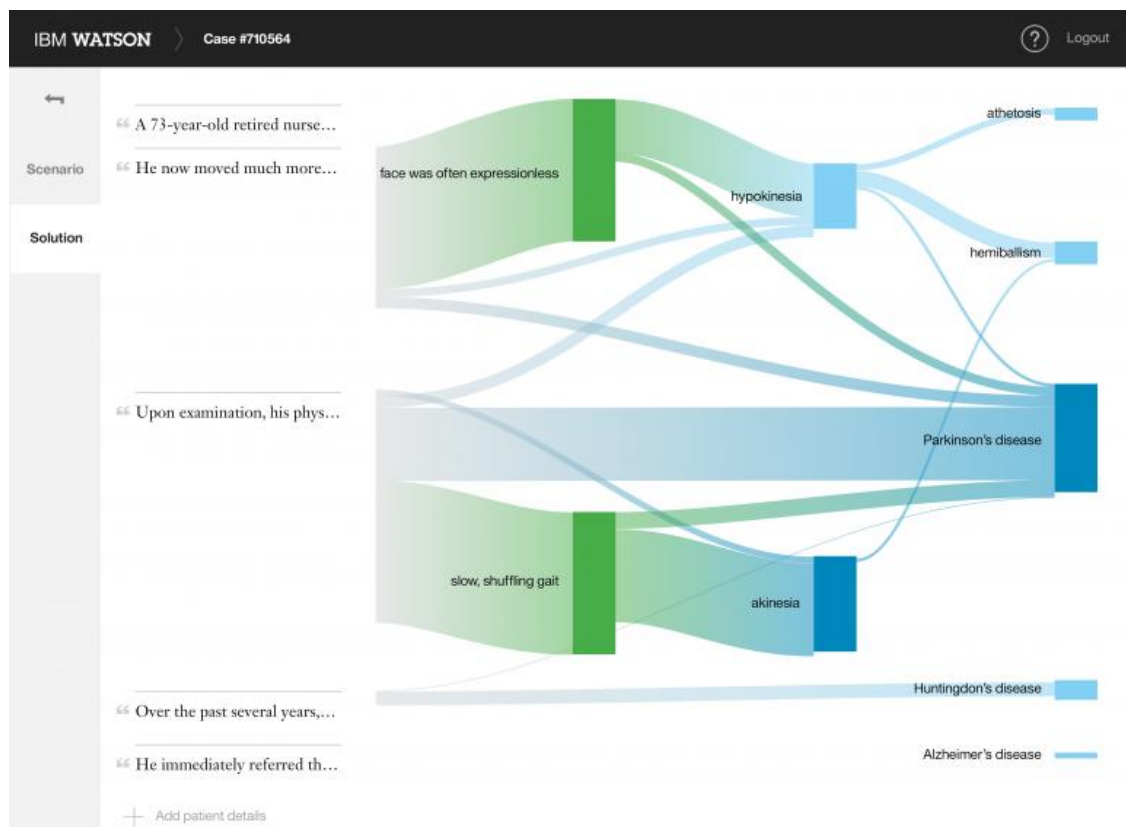 IBM WATSON
Case #710564
?
Logout
Scenario
Solution
“ A 73-year-old retired nurse…
“ He now moved much more…
“ Upon examination, his phys…
“ Over the past several years,…
“ He immediately referred th…
Add patient details
face was often expressionless
slow, shuffling gait
hypokinesia
akinesia
athetosis
hemiballism
Parkinson's disease
Huntingdon's disease
Alzheimer's disease